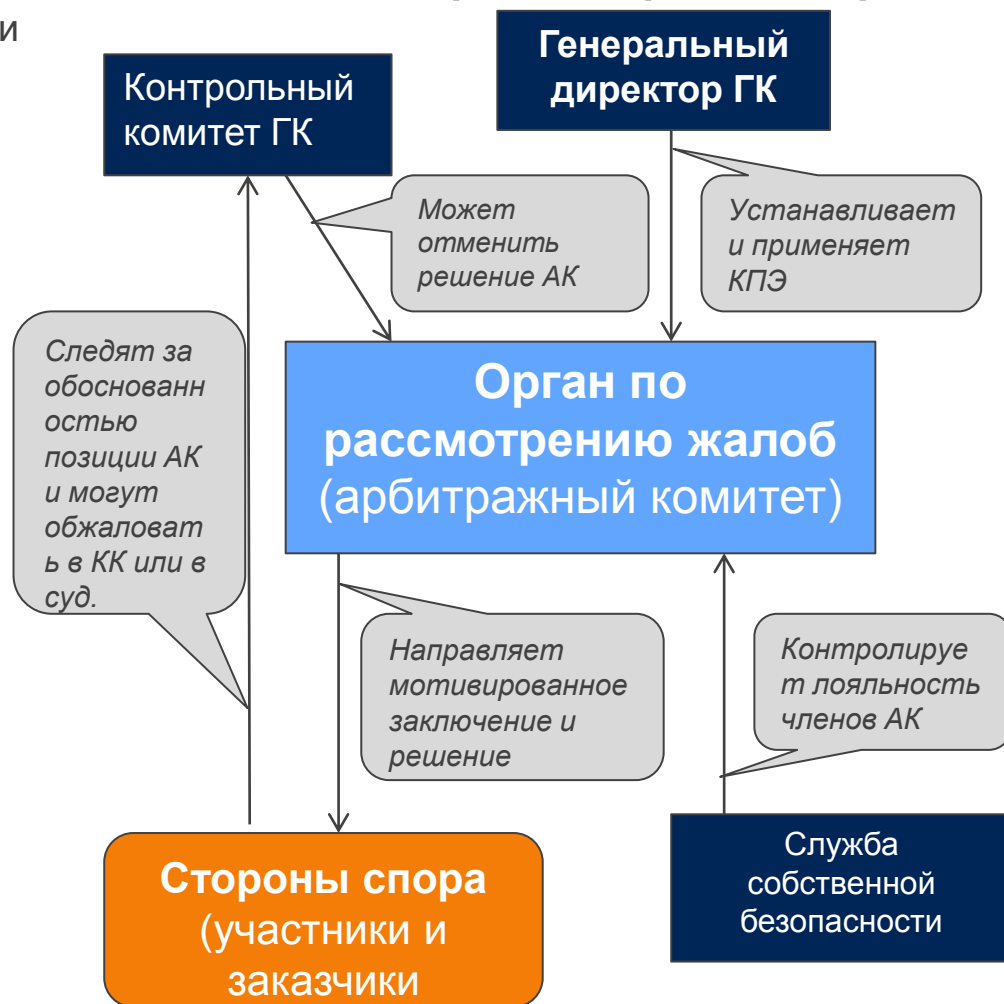 и
Генеральный
директор ГК
Контрольный
комитет ГК
Может
отменить
решение АК
Устанавливает
и применяет
КПЭ
Следят за
обоснованн
остью
позиции АК
и могут
обжаловат
ь в КК или в
суд.
Орган по
рассмотрению жалоб
(арбитражный комитет)
Направляет
мотивированное
заключение и
решение
Контролируе
т лояльность
членов АК
Стороны спора
(участники и
заказчики
Служба
собственной
безопасности